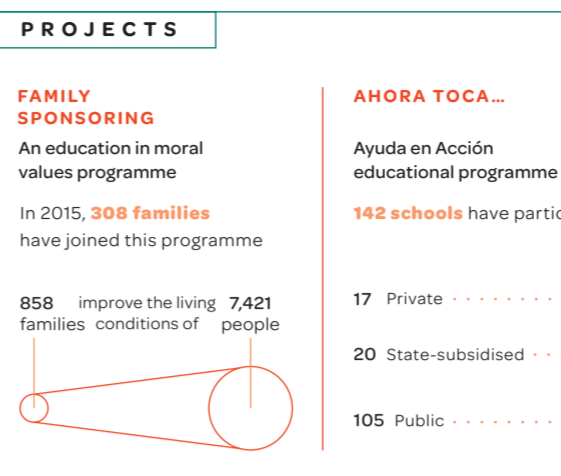 PROJECTS
FAMILY
SPONSORING
An education in moral
values programme
In 2015, 308 families
have joined this programme
858 improve the living 7,421
families conditions of people
AHORA TOCA...
Ayuda en Acción
educational programme
142 schools have
17 Private
20 State-subsidised
105 Public